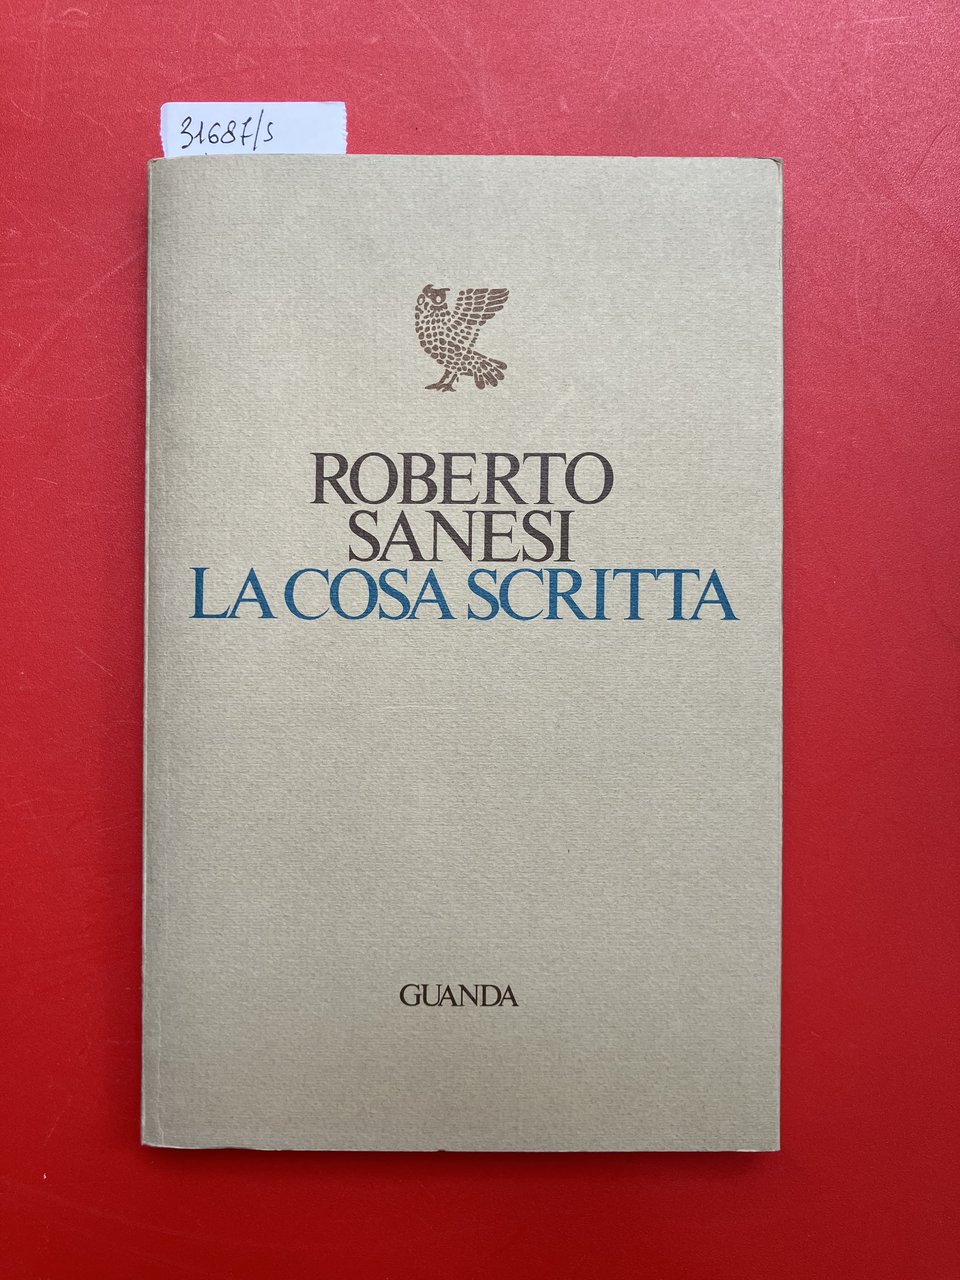 31687/s
ROBERTO
SANESI
LA COSA SCRITTA
GUANDA